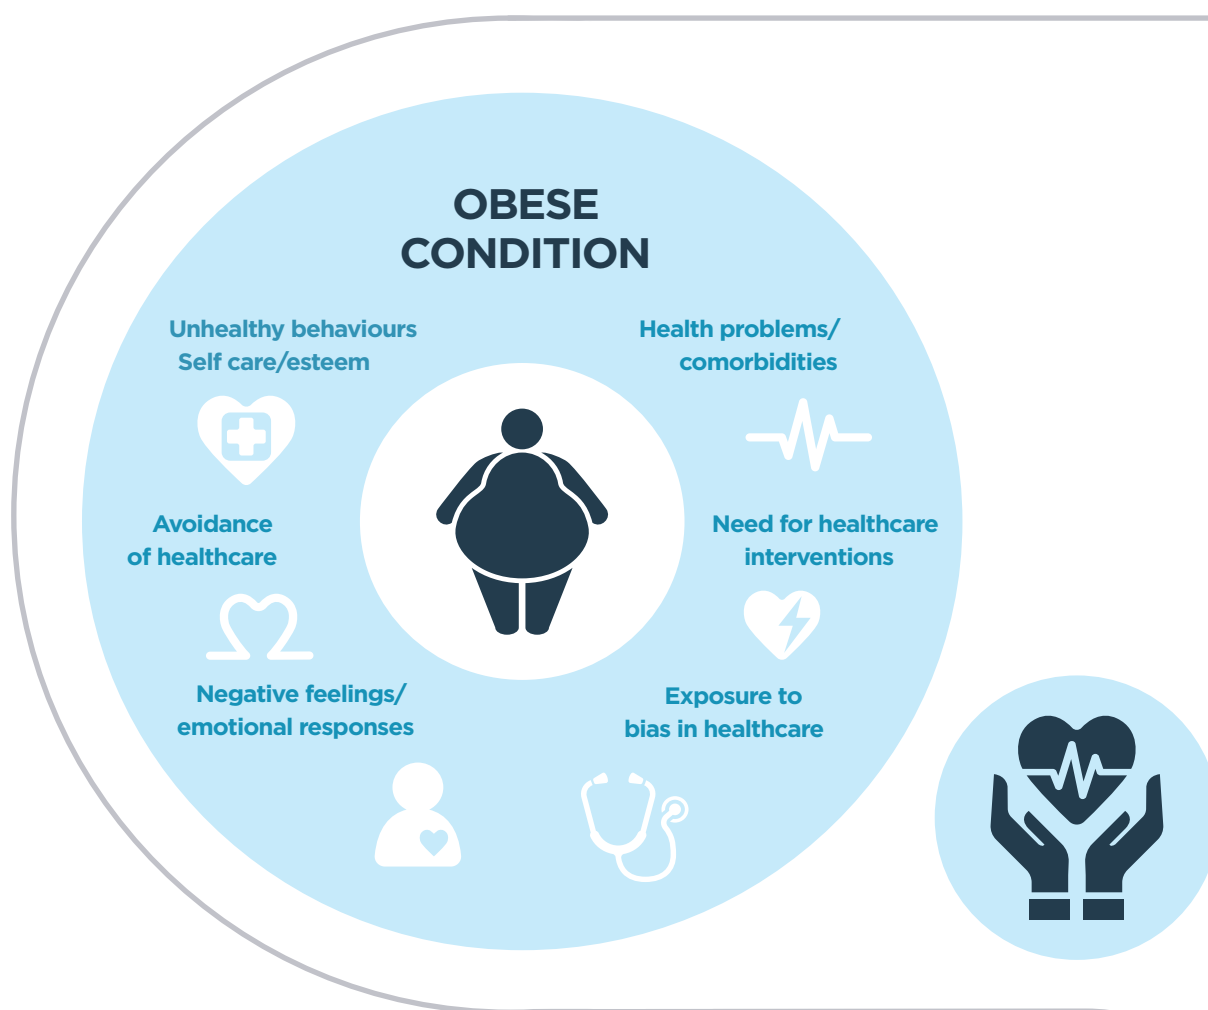 OBESE
CONDITION
Unhealthy behaviours
Self care/esteem
Health problems/
comorbidities
Avoidance
of healthcare
Need for healthcare
interventions
Negative feelings/
emotional responses
Exposure to
bias in healthcare